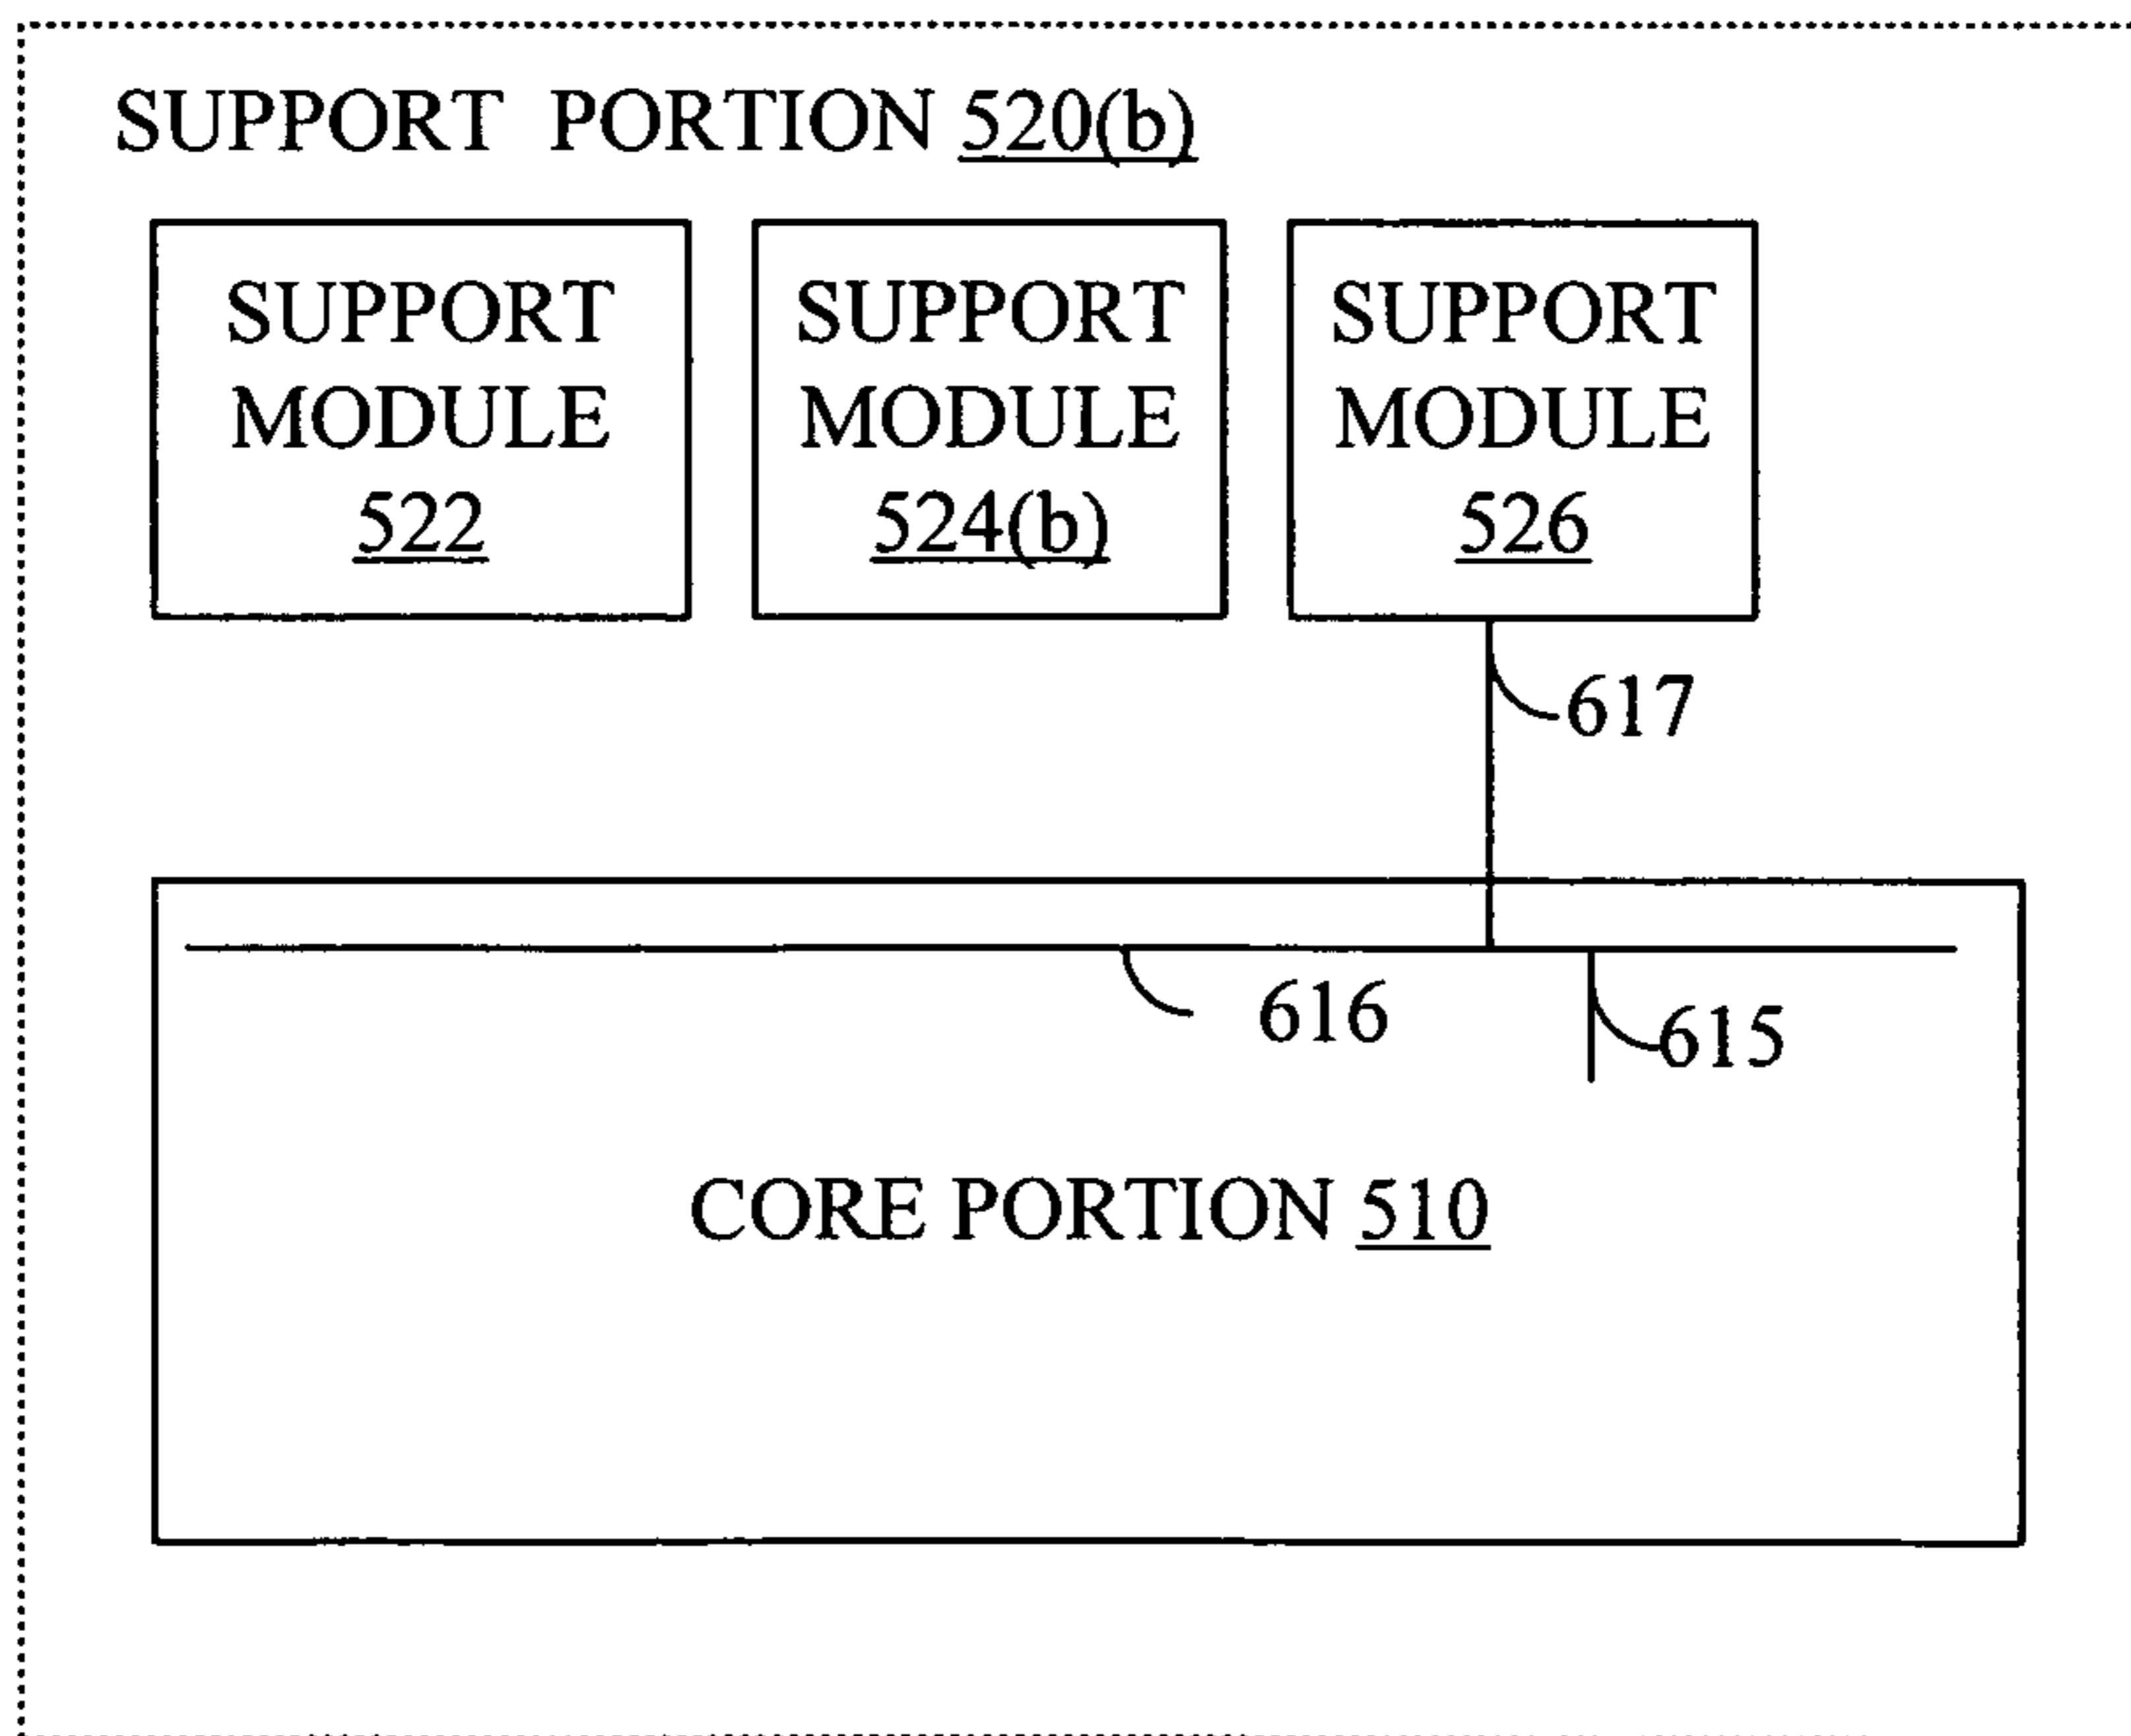 SUPPORT PORTION 520(b)
SUPPORT
MODULE
522
SUPPORT
MODULE
524(b)
SUPPORT
MODULE
526
617
616
615
CORE PORTION 510